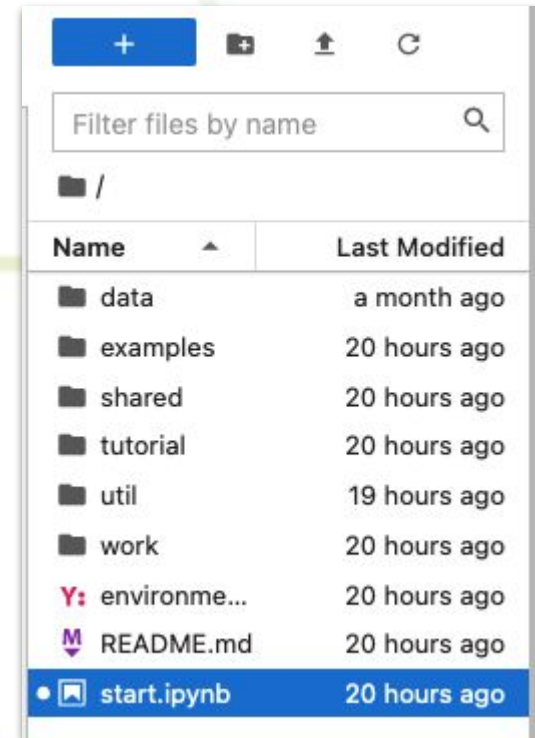 +
Filter files by name
/
Name Last Modified
data a month ago
examples 20 hours ago
shared 20 hours ago
tutorial 20 hours ago
util 19 hours ago
work 20 hours ago
Y: environme... 20 hours ago
M README.md 20 hours ago
start.ipynb 20 hours ago